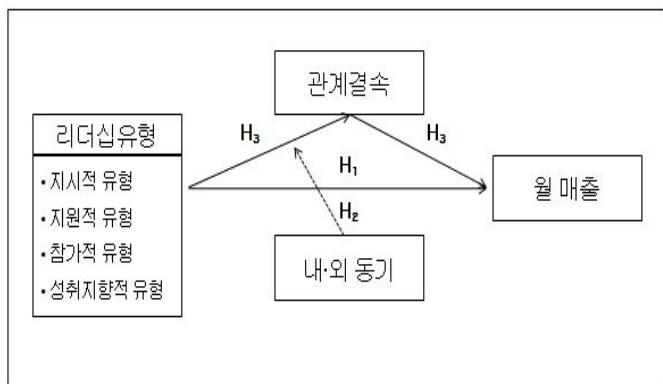 관계결속
리더십유형
H₃
H₃
• 지시적 유형
H₁
월 매출
• 지원적 유형
H₂
• 참가적 유형
내·외 동기
• 성취지향적 유형